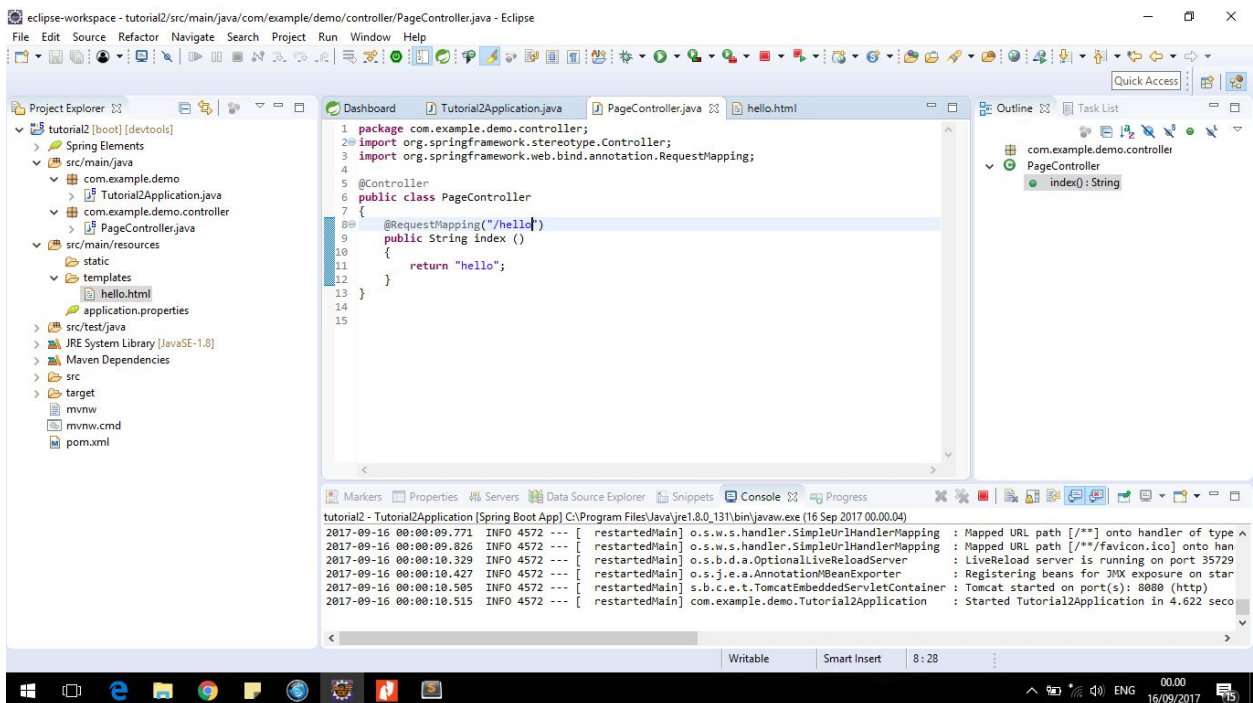 eclipse-workspace - tutorial2/src/main/java/com/example/demo/controller/PageController.java - Eclipse
File Edit Source Refactor Navigate Search Project Run Window Help
Quick Access
Project Explorer
tutorial2 [boot] [devtools]
Spring Elements
src/main/java
com.example.demo
Tutorial2Application.java
com.example.demo.controller
PageController.java
src/main/resources
static
templates
hello.html
application.properties
src/test/java
JRE System Library [JavaSE-1.8]
Maven Dependencies
src
target
mvnw
mvnw.cmd
pom.xml
Dashboard Tutorial2Application.java PageController.java hello.html
1 package com.example.demo.controller;
2 import org.springframework.stereotype.Controller;
3 import org.springframework.web.bind.annotation.RequestMapping;
4
5 @Controller
6 public class PageController
7 {
8 @RequestMapping("/hello")
9 public String index ()
10 {
11 return "hello";
12 }
13 }
14
15
Outline Task List
com.example.demo.controller
PageController
index() : String
Markers Properties Servers Data Source Explorer Snippets Console Progress
tutorial2 - Tutorial2Application [Spring Boot App] C:\Program Files\Java\jre1.8.0_131\bin\javaw.exe (16 Sep 2017 00.00.04)
2017-09-16 00:00:09.771 INFO 4572 --- [ restartedMain] o.s.w.s.handler.SimpleUrlHandlerMapping : Mapped URL path [/**] onto handler of type
2017-09-16 00:00:09.826 INFO 4572 --- [ restartedMain] o.s.w.s.handler.SimpleUrlHandlerMapping : Mapped URL path [/**/favicon.ico] onto han
2017-09-16 00:00:10.329 INFO 4572 --- [ restartedMain] o.s.b.d.a.OptionalLiveReloadServer : LiveReload server is running on port 35729
2017-09-16 00:00:10.427 INFO 4572 --- [ restartedMain] o.s.j.e.a.AnnotationMBeanExporter : Registering beans for JMX exposure on star
2017-09-16 00:00:10.505 INFO 4572 --- [ restartedMain] s.b.c.e.t.TomcatEmbeddedServletContainer : Tomcat started on port(s): 8080 (http)
2017-09-16 00:00:10.515 INFO 4572 --- [ restartedMain] com.example.demo.Tutorial2Application : Started Tutorial2Application in 4.622 seco
Writable Smart Insert 8 : 28
ENG
00.00
16/09/2017
15